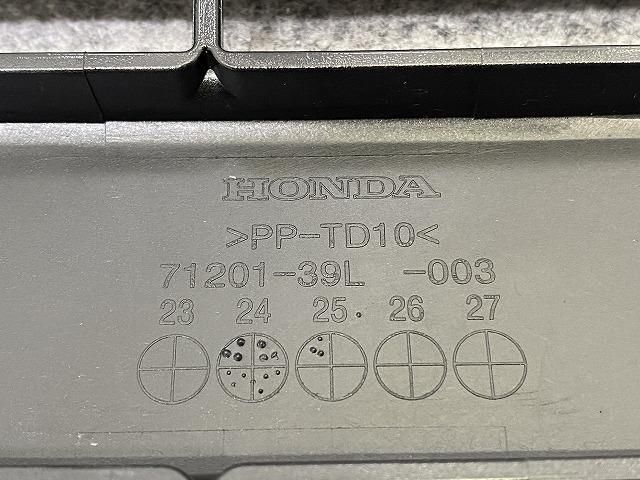 HONDA
>PP-TD10<
71201-39L -003
23 24 25 26 27